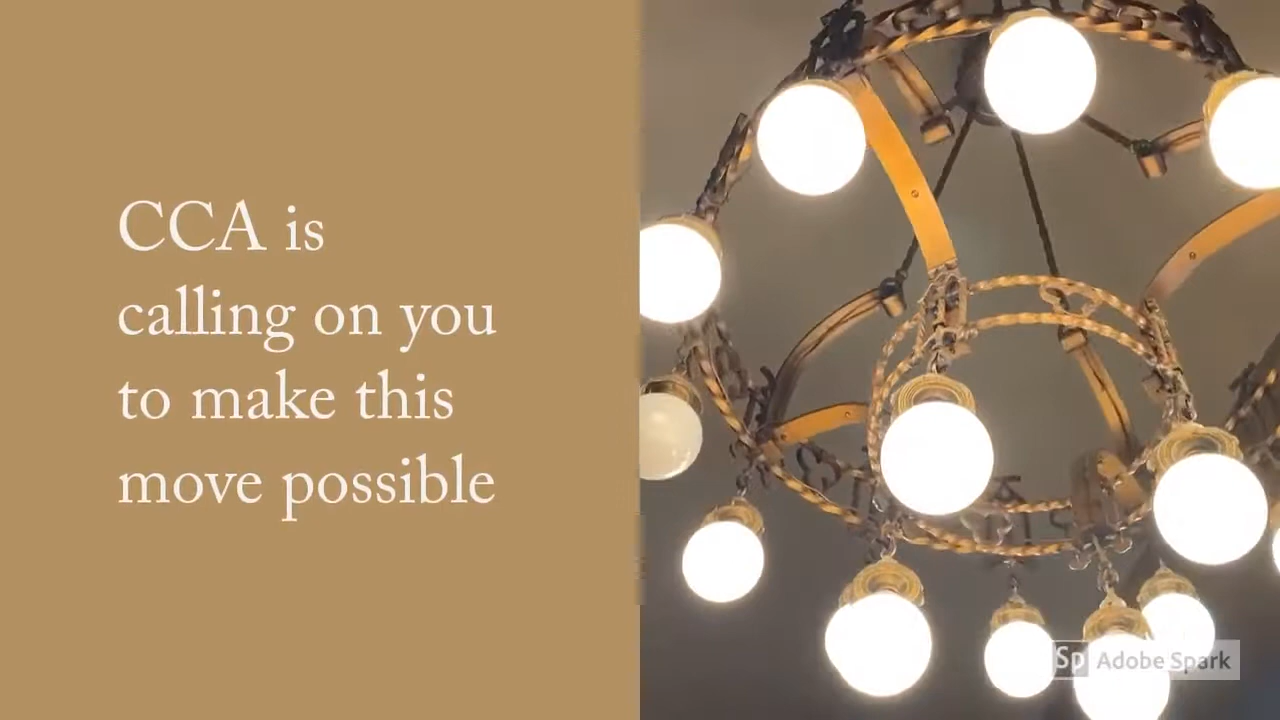 CCA is
calling on you
to make this
move possible
Sp Adobe Spark